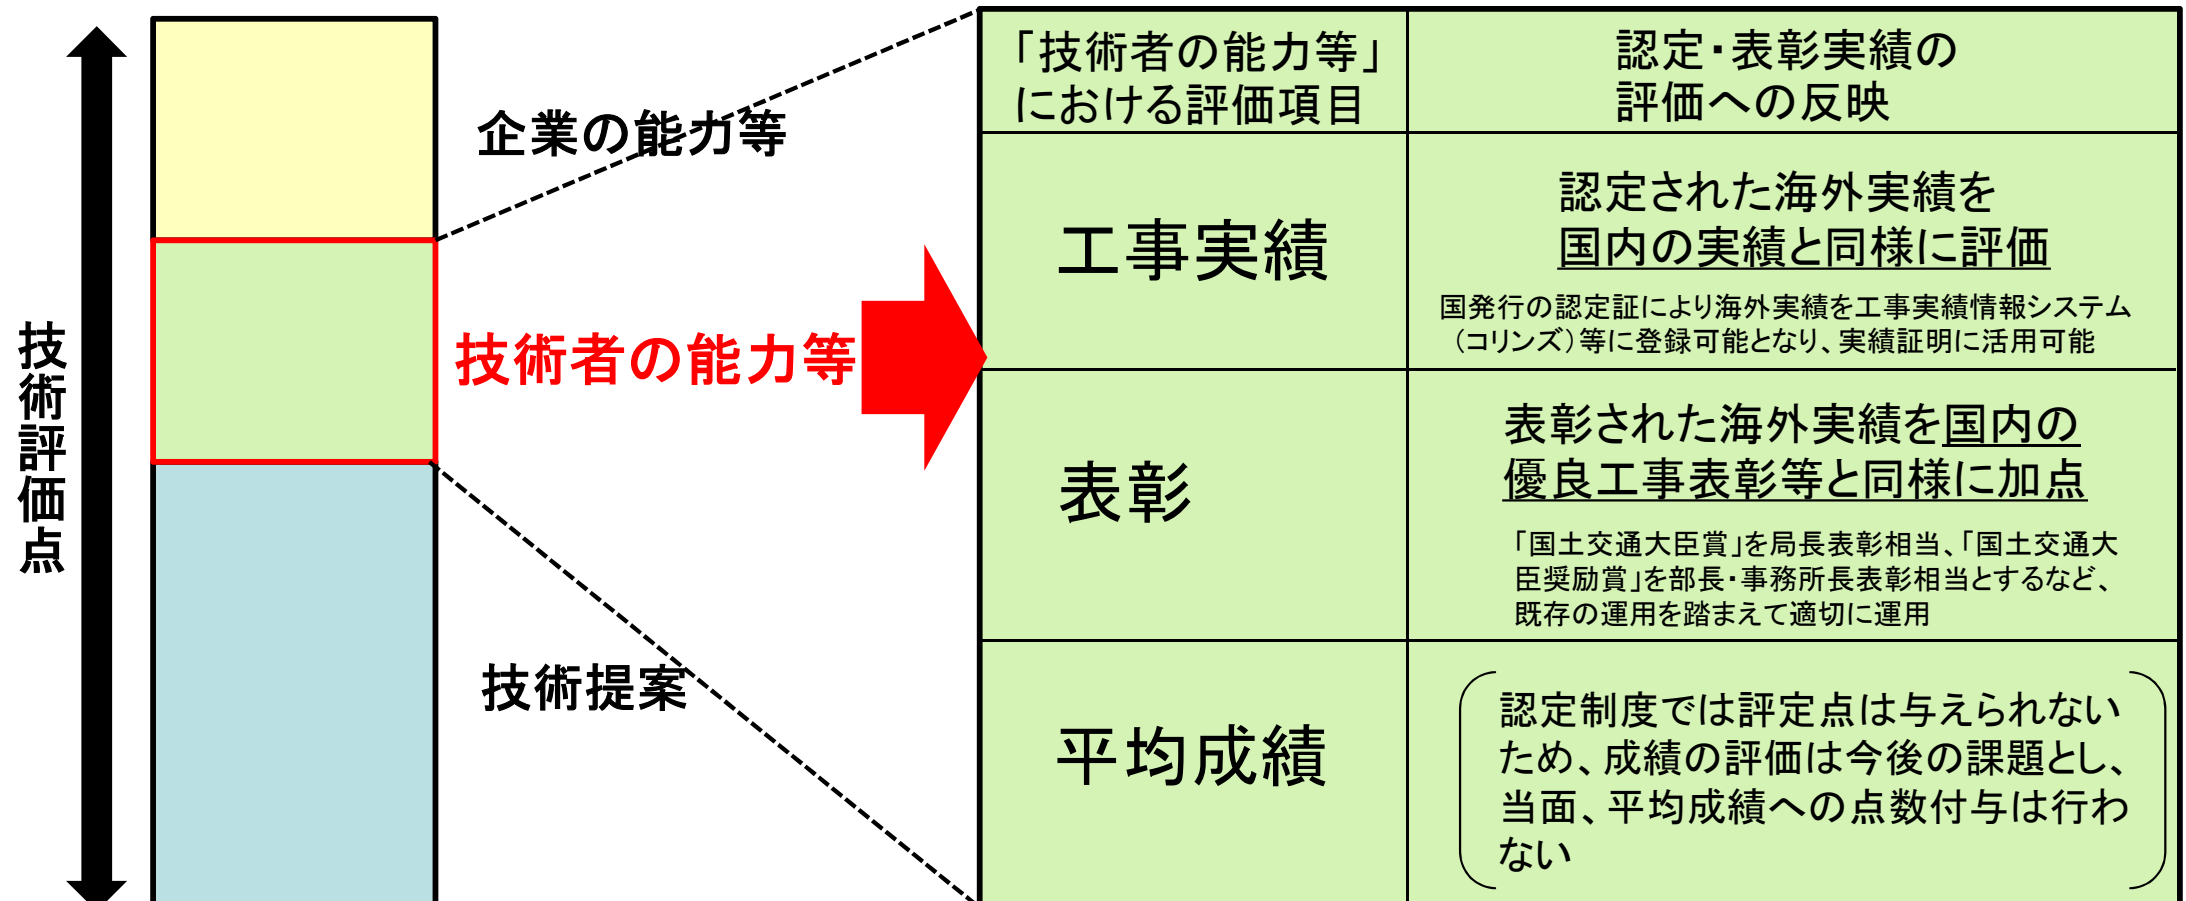 技術評価点
企業の能力等
技術者の能力等
技術提案
「技術者の能力等」
における評価項目
認定・表彰実績の
評価への反映
工事実績
認定された海外実績を
国内の実績と同様に評価
国発行の認定証により海外実績を工事実績情報システム
（コリンズ）等に登録可能となり、実績証明に活用可能
表彰
表彰された海外実績を国内の
優良工事表彰等と同様に加点
「国土交通大臣賞」を局長表彰相当、「国土交通大
臣奨励賞」を部長・事務所長表彰相当とするなど、
既存の運用を踏まえて適切に運用
平均成績
認定制度では評定点は与えられない
ため、成績の評価は今後の課題とし、
当面、平均成績への点数付与は行わ
ない